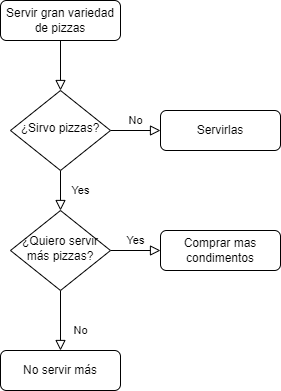 Servir gran variedad
de pizzas
¿Sirvo pizzas?
No
Servirlas
Yes
¿Quiero servir
más pizzas?
Yes
Comprar mas
condimentos
No
No servir más